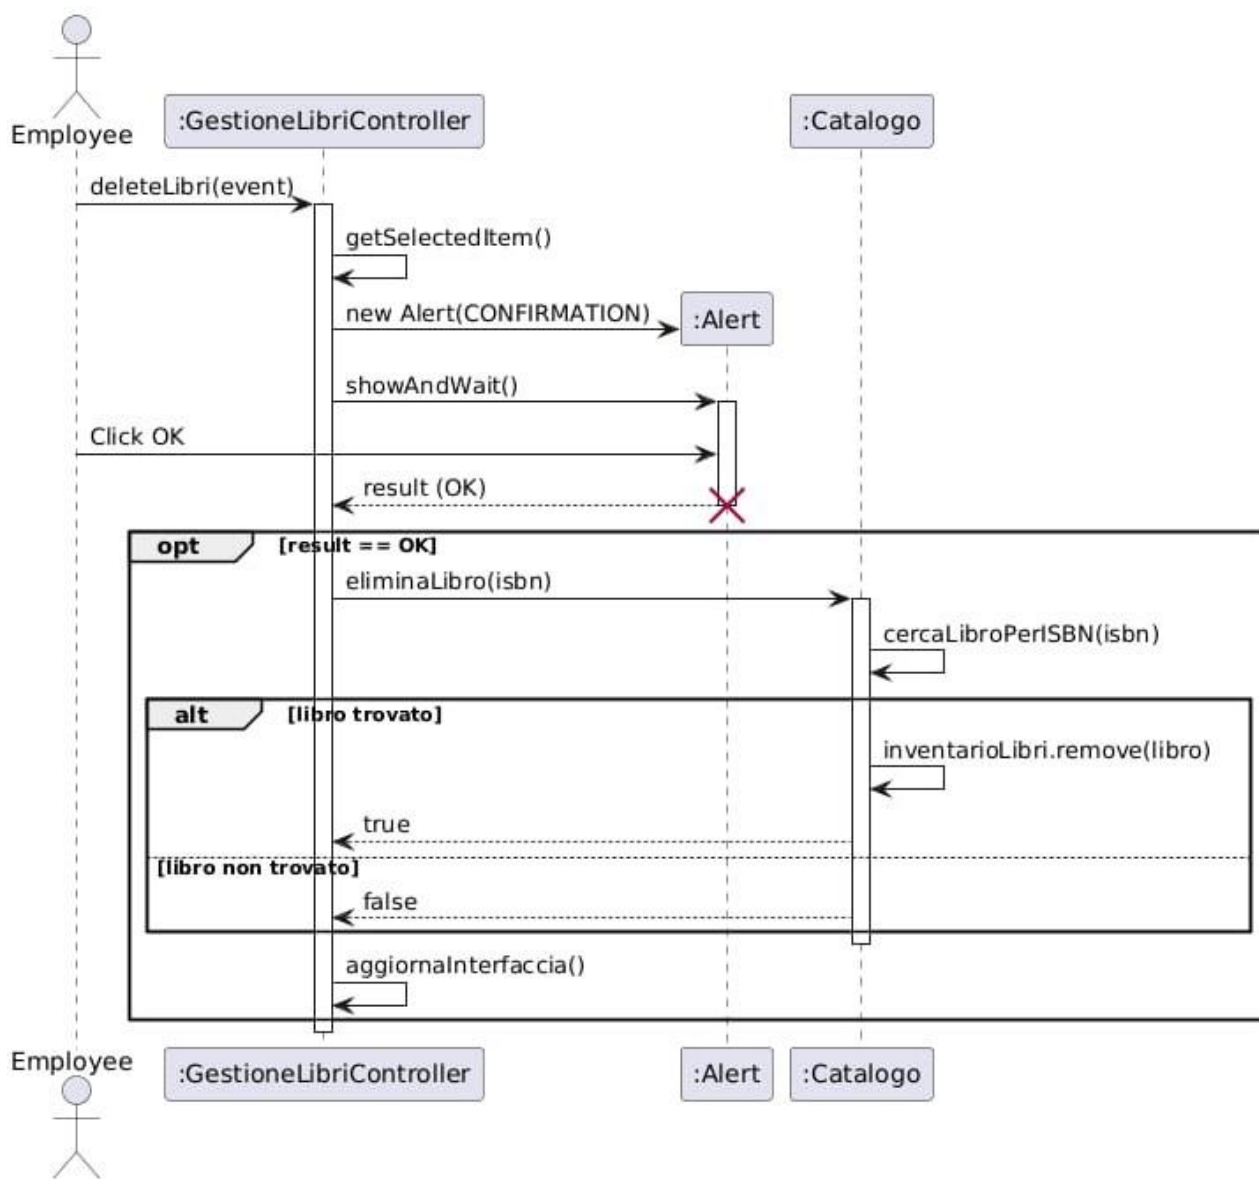 Employee
:GestioneLibriController
:Catalogo
deleteLibri(event)
getSelectedItem()
new Alert(CONFIRMATION)
:Alert
showAndWait()
Click OK
result (OK)
opt
[result == OK]
eliminaLibro(isbn)
cercaLibroPerISBN(isbn)
alt
[libro trovato]
inventarioLibri.remove(libro)
true
[libro non trovato]
false
aggiornaInterfaccia()
Employee
:GestioneLibriController
:Alert
:Catalogo